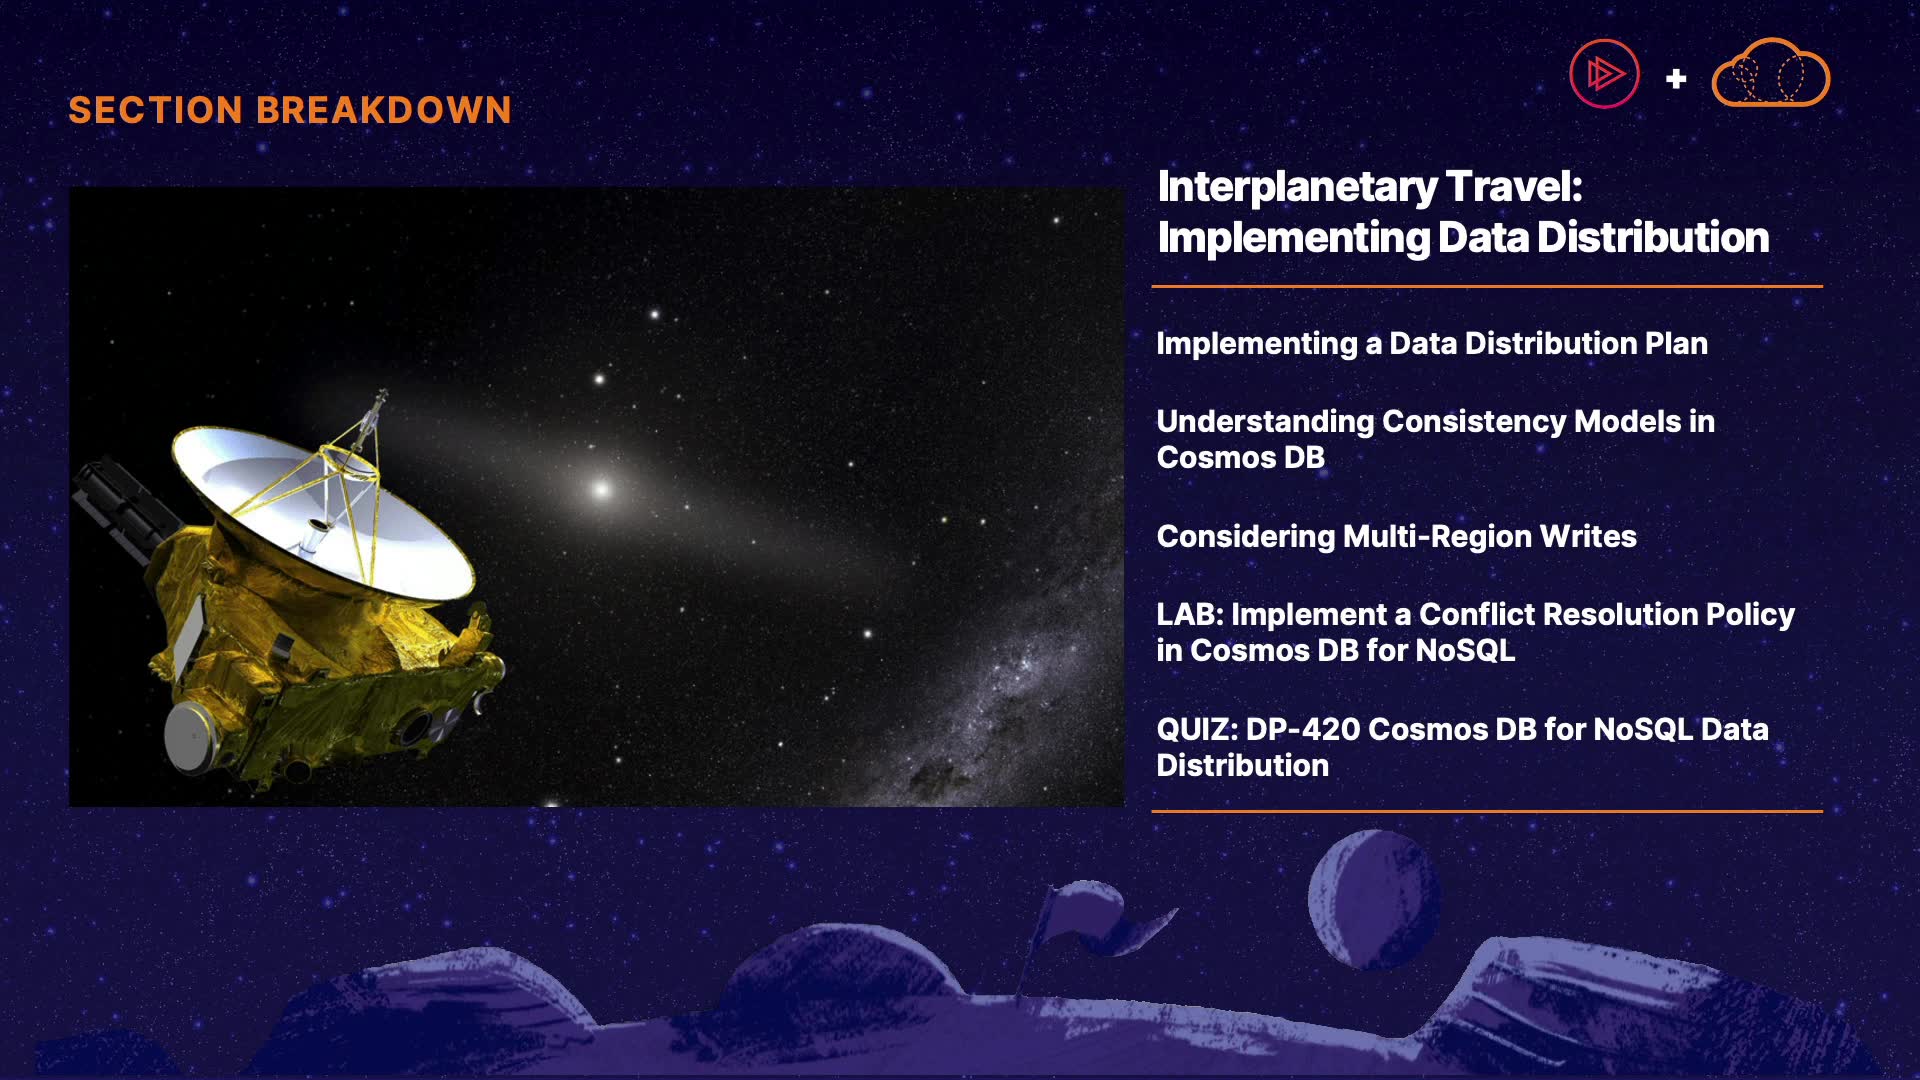 SECTION BREAKDOWN
+
Interplanetary Travel:
Implementing Data Distribution
Implementing a Data Distribution Plan
Understanding Consistency Models in
Cosmos DB
Considering Multi-Region Writes
LAB: Implement a Conflict Resolution Policy
in Cosmos DB for NoSQL
QUIZ: DP-420 Cosmos DB for NoSQL Data
Distribution